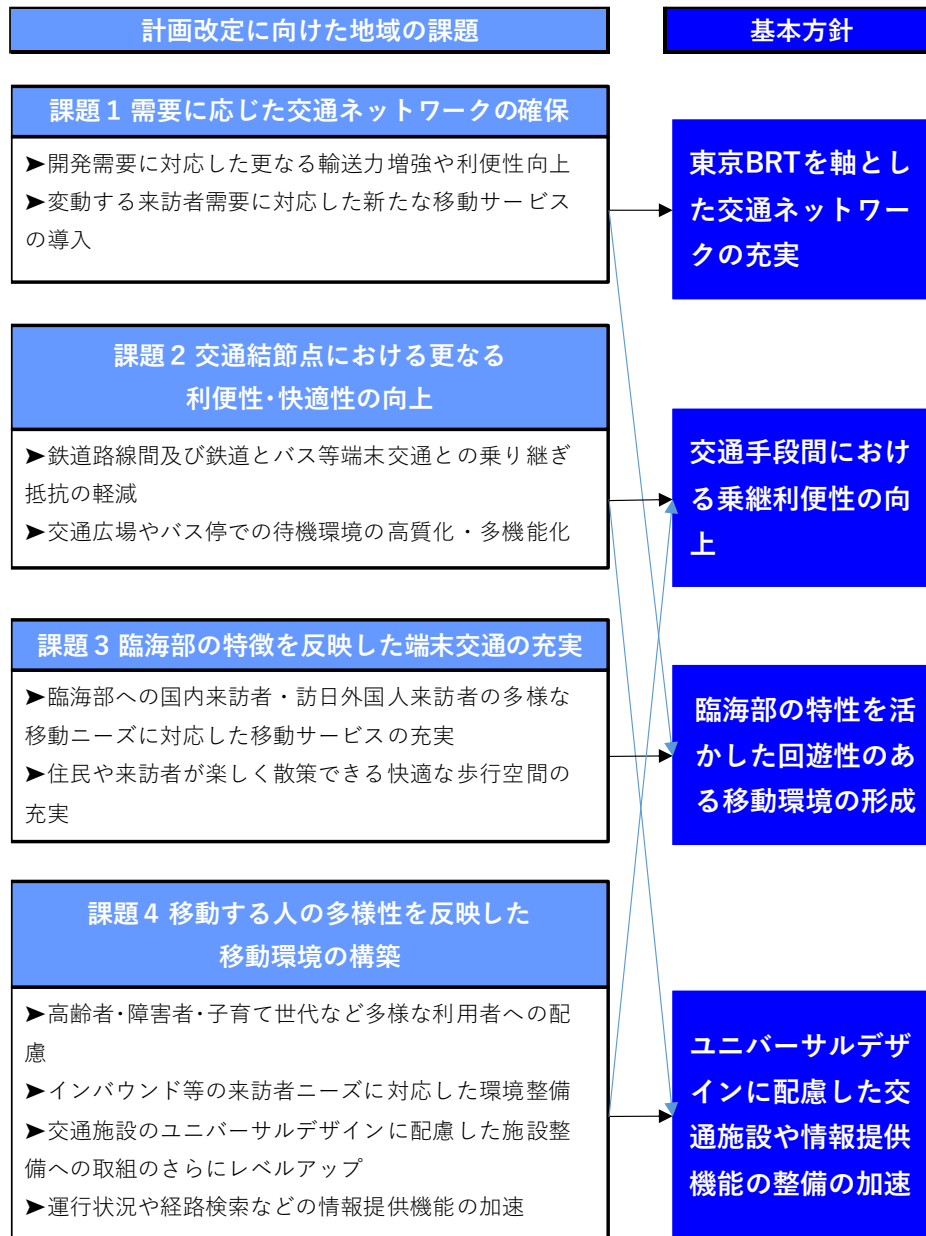 計画改定に向けた地域の課題
基本方針
課題1 需要に応じた交通ネットワークの確保
➤開発需要に対応した更なる輸送力増強や利便性向上
➤変動する来訪者需要に対応した新たな移動サービス
の導入
東京BRTを軸とし
た交通ネットワー
クの充実
課題2 交通結節点における更なる
利便性･快適性の向上
➤鉄道路線間及び鉄道とバス等端末交通との乗り継ぎ
抵抗の軽減
➤交通広場やバス停での待機環境の高質化・多機能化
交通手段間におけ
る乗継利便性の向
上
課題3 臨海部の特徴を反映した端末交通の充実
➤臨海部への国内来訪者・訪日外国人来訪者の多様な
移動ニーズに対応した移動サービスの充実
➤住民や来訪者が楽しく散策できる快適な歩行空間の
充実
臨海部の特性を活
かした回遊性のあ
る移動環境の形成
課題4 移動する人の多様性を反映した
移動環境の構築
➤高齢者･障害者･子育て世代など多様な利用者への配
慮
➤インバウンド等の来訪者ニーズに対応した環境整備
➤交通施設のユニバーサルデザインに配慮した施設整
備への取組のさらにレベルアップ
➤運行状況や経路検索などの情報提供機能の加速
ユニバーサルデザ
インに配慮した交
通施設や情報提供
機能の整備の加速